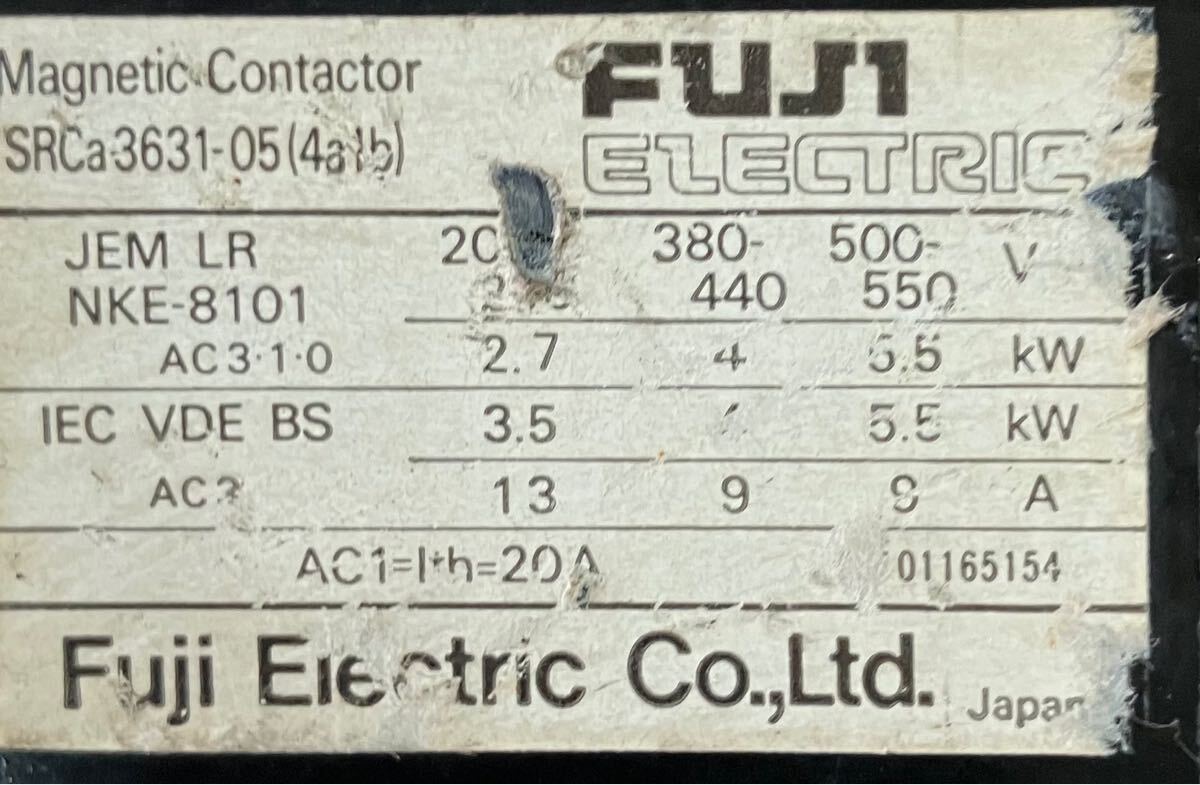 Magnetic Contactor
SRCa3631-05(4a1b)
FUJI
ELECTRIC
JEM LR
NKE-8101
380-
440
500-
550
V
AC3·1·0
2.7
4
5.5
kW
IEC VDE BS
3.5
5.5
kW
13
9
A
AC1=Ith=20A
01165154
Fuji Electric Co.,Ltd.
Japan